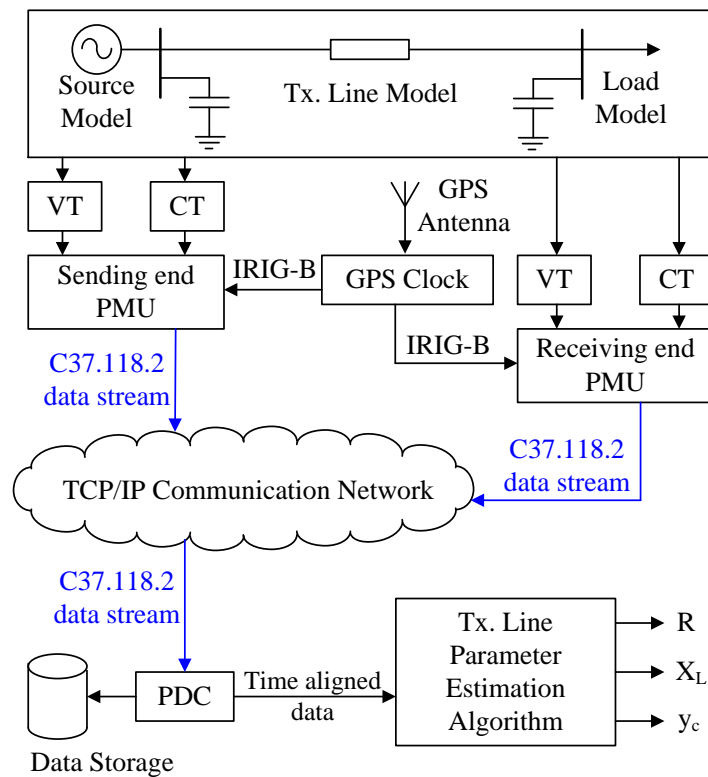 Source
Model
Tx. Line Model
Load
Model
VT
CT
GPS
Antenna
Sending end
PMU
IRIG-B
GPS Clock
VT
CT
IRIG-B
Receiving end
PMU
C37.118.2
data stream
C37.118.2
data stream
TCP/IP Communication Network
C37.118.2
data stream
Tx. Line
Parameter
Estimation
Algorithm
R
X_L
y_c
PDC
Time aligned
data
Data Storage